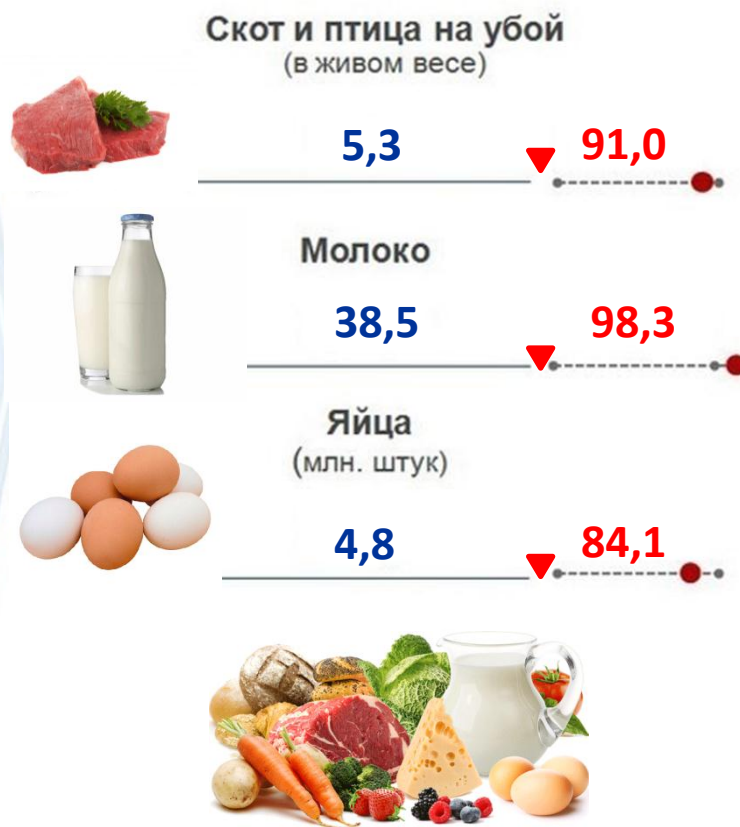 Скот и птица на убой
(в живом весе)
5,3 91,0
Молоко
38,5 98,3
Яйца
(млн. штук)
4,8 84,1